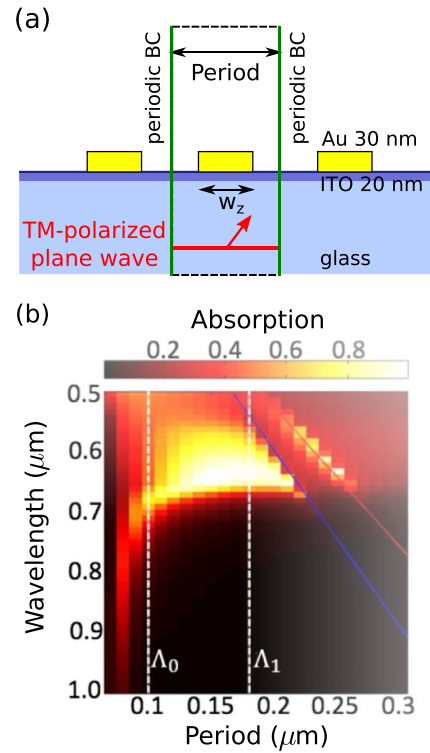 (a)
periodic BC
periodic BC
Period
Au 30 nm
ITO 20 nm
w_z
TM-polarized
plane wave
glass
(b)
Absorption
0.2 0.4 0.6 0.8
Wavelength (μm)
0.5
0.6
0.7
0.8
0.9
1.0
Λ₀
Λ₁
0.1 0.15 0.2 0.25 0.3
Period (μm)